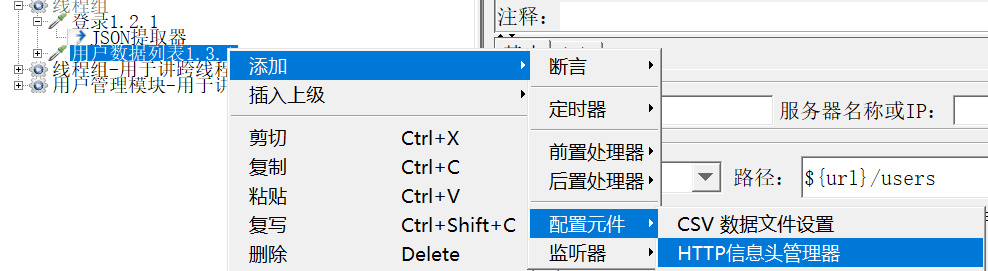 线程组
登录1.2.1
JSON提取器
用户数据列表1.3.
线程组-用于讲跨线程
用户管理模块-用于讲
注释：
服务器名称或IP：
路径：
${url}/users
添加
插入上级
剪切 Ctrl+X
复制 Ctrl+C
粘贴 Ctrl+V
复写 Ctrl+Shift+C
删除 Delete
断言
定时器
前置处理器
后置处理器
配置元件
监听器
CSV 数据文件设置
HTTP信息头管理器